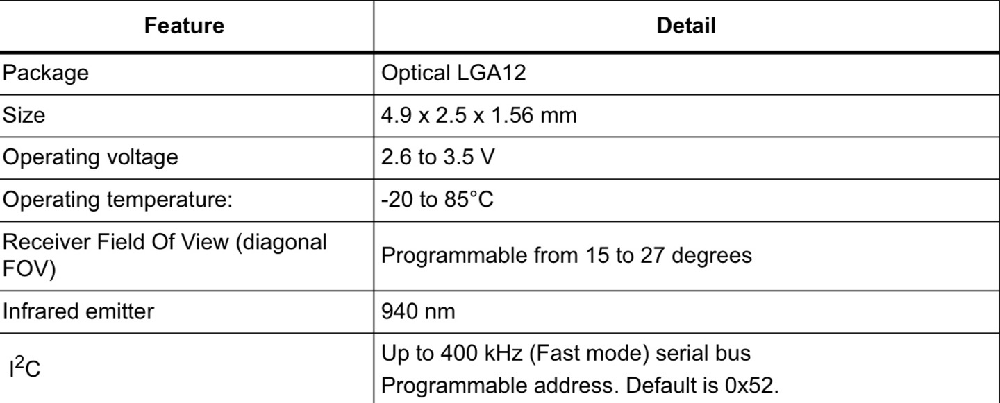 Feature Detail
Package Optical LGA12
Size 4.9 x 2.5 x 1.56 mm
Operating voltage 2.6 to 3.5 V
Operating temperature: -20 to 85°C
Receiver Field Of View (diagonal
FOV) Programmable from 15 to 27 degrees
Infrared emitter 940 nm
I²C Up to 400 kHz (Fast mode) serial bus
Programmable address. Default is 0x52.